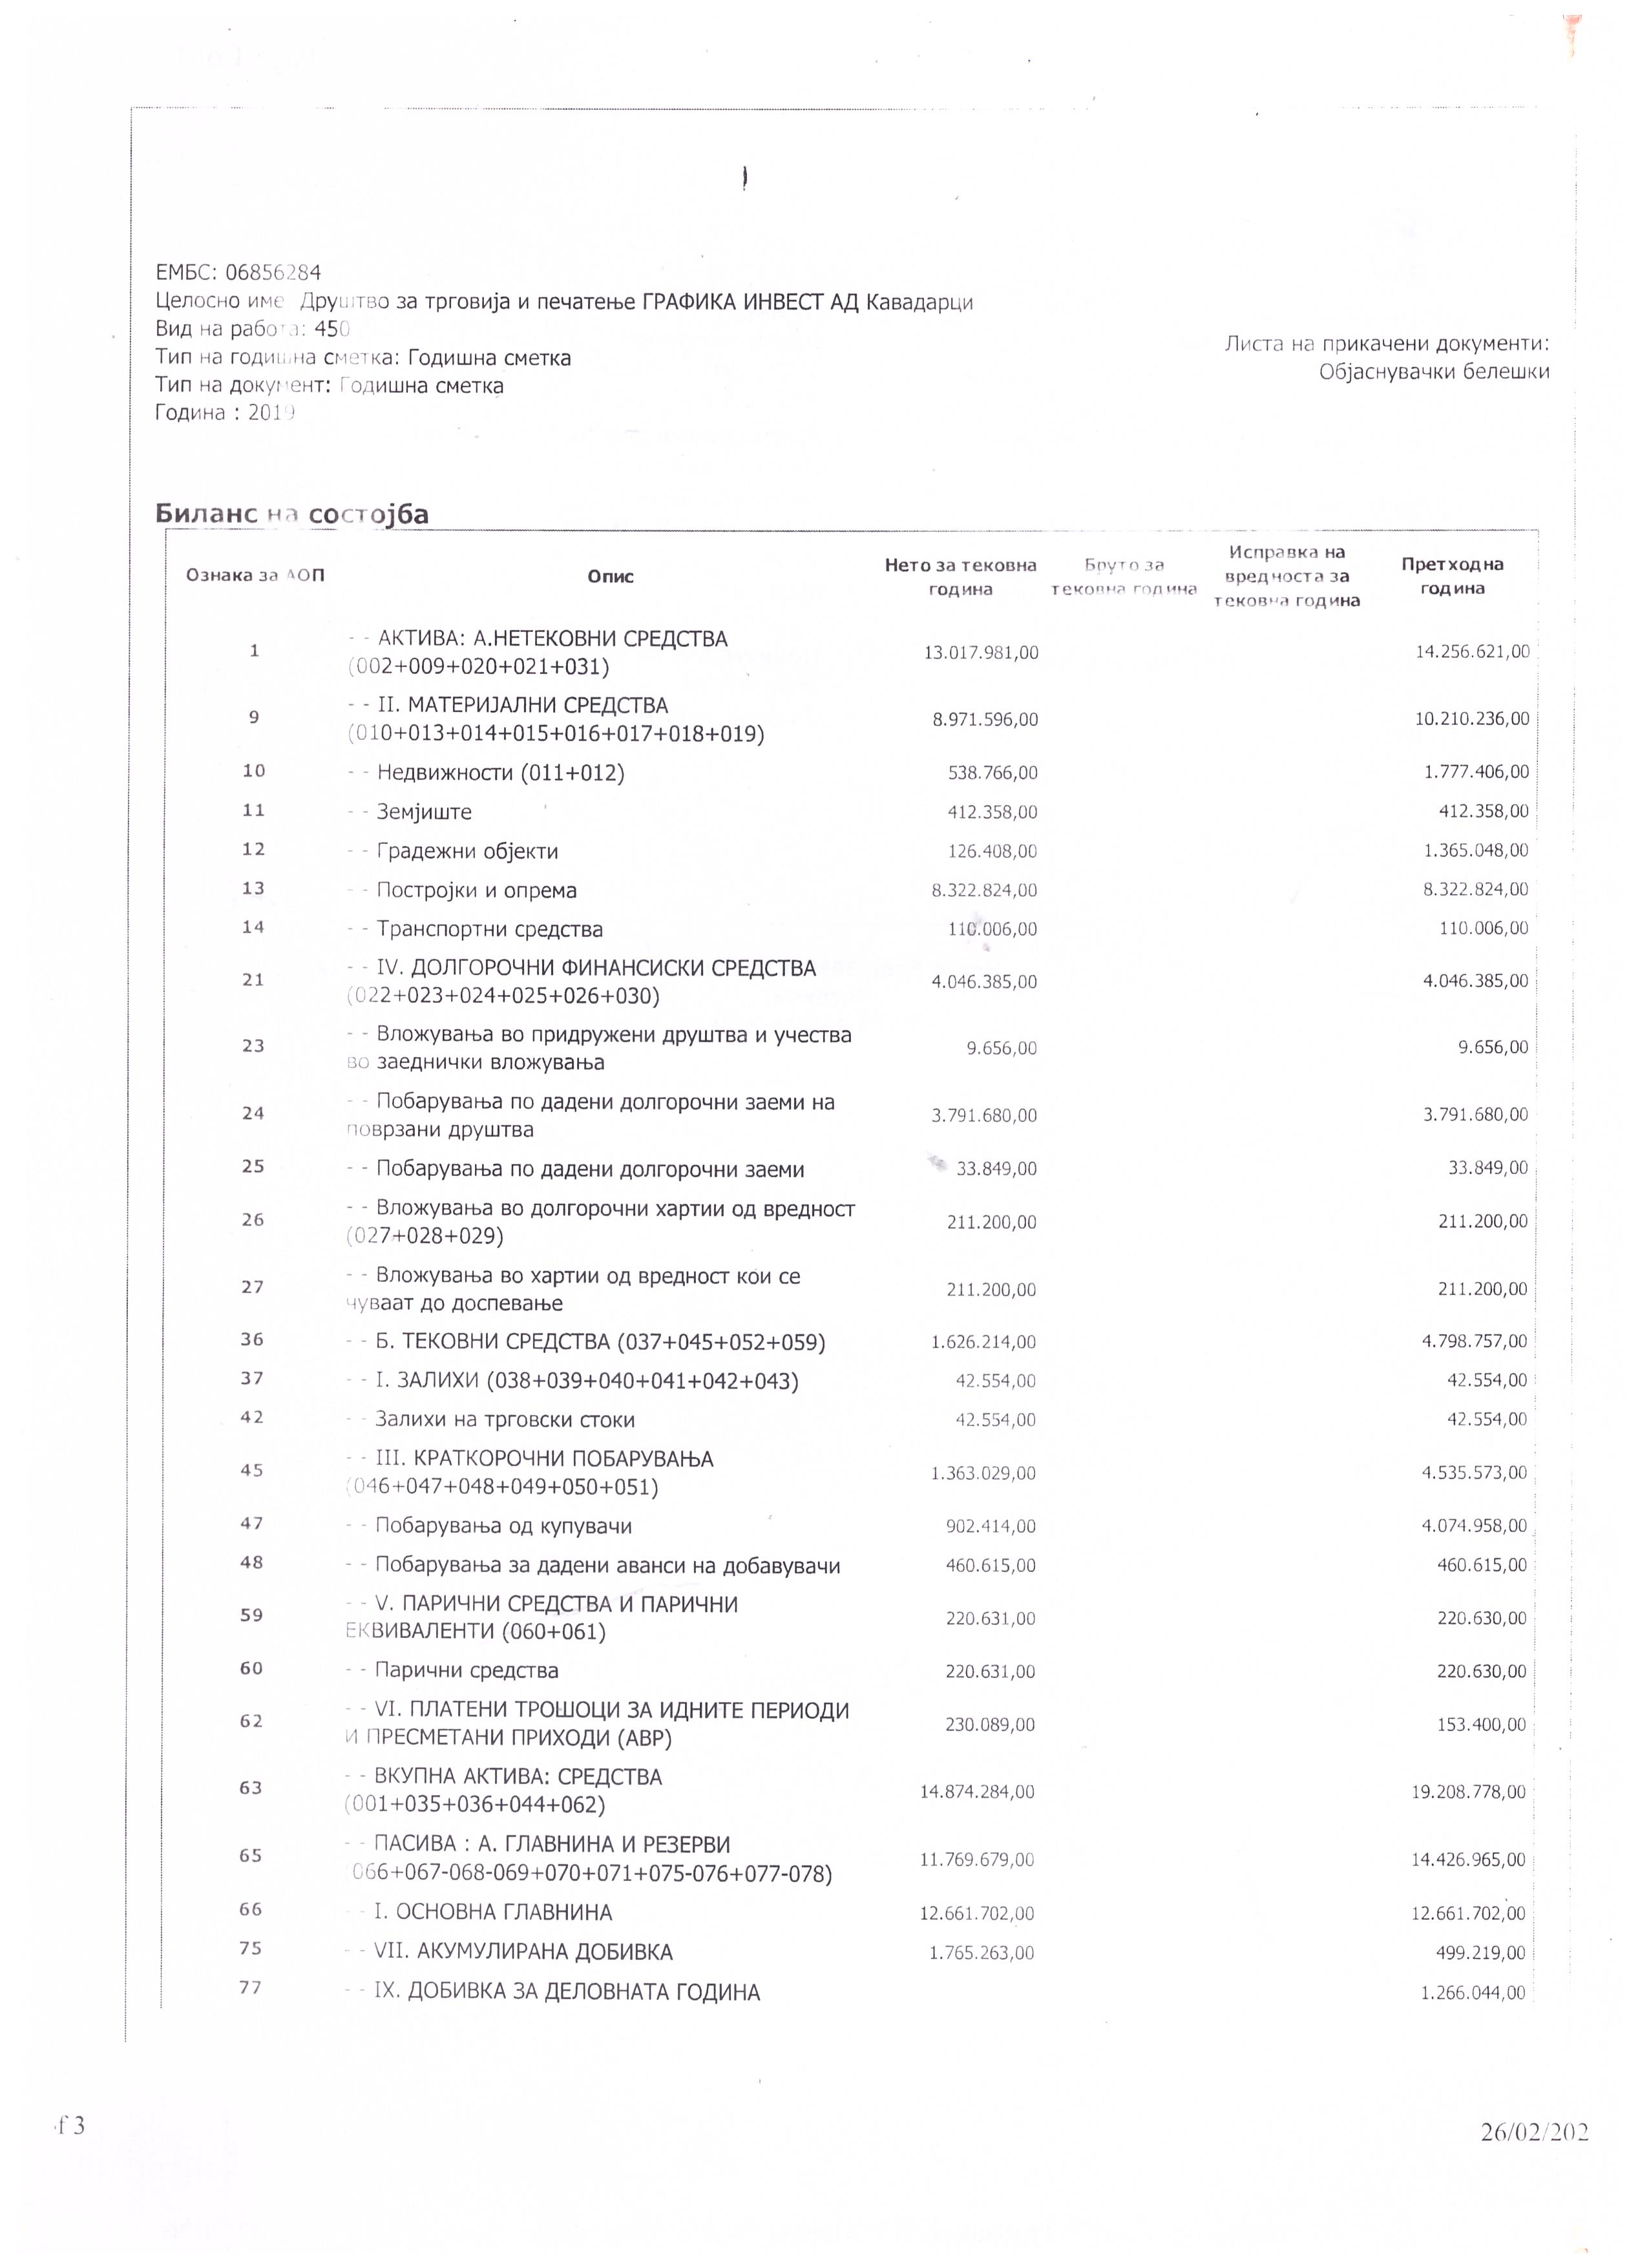 ЕМБС: 06856284
Целосно име Друштво за трговија и печатење ГРАФИКА ИНВЕСТ АД Кавадарци
Вид на работа: 450
Тип на годишна сметка: Годишна сметка
Тип на документ: Годишна сметка
Година : 2019
Листа на прикачени документи:
Објаснувачки белешки
Биланс на состојба
Ознака за АОП Опис Нето за тековна година Бруто за тековна година Исправка на вредноста за тековна година Претходна година
1 - - АКТИВА: А.НЕТЕКОВНИ СРЕДСТВА
(002+009+020+021+031) 13.017.981,00 14.256.621,00
9 - - II. МАТЕРИЈАЛНИ СРЕДСТВА
(010+013+014+015+016+017+018+019) 8.971.596,00 10.210.236,00
10 - - Недвижности (011+012) 538.766,00 1.777.406,00
11 - - Земјиште 412.358,00 412.358,00
12 - - Градежни објекти 126.408,00 1.365.048,00
13 - - Постројки и опрема 8.322.824,00 8.322.824,00
14 - - Транспортни средства 110.006,00 110.006,00
21 - - IV. ДОЛГОРОЧНИ ФИНАНСИСКИ СРЕДСТВА
(022+023+024+025+026+030) 4.046.385,00 4.046.385,00
23 - - Вложувања во придружени друштва и учества
во заеднички вложувања 9.656,00 9.656,00
24 - - Побарувања по дадени долгорочни заеми на
поврзани друштва 3.791.680,00 3.791.680,00
25 - - Побарувања по дадени долгорочни заеми 33.849,00 33.849,00
26 - - Вложувања во долгорочни хартии од вредност
(027+028+029) 211.200,00 211.200,00
27 - - Вложувања во хартии од вредност кои се
чуваат до доспевање 211.200,00 211.200,00
36 - - Б. ТЕКОВНИ СРЕДСТВА (037+045+052+059) 1.626.214,00 4.798.757,00
37 - - I. ЗАЛИХИ (038+039+040+041+042+043) 42.554,00 42.554,00
42 - - Залихи на трговски стоки 42.554,00 42.554,00
45 - - III. КРАТКОРОЧНИ ПОБАРУВАЊА
(046+047+048+049+050+051) 1.363.029,00 4.535.573,00
47 - - Побарувања од купувачи 902.414,00 4.074.958,00
48 - - Побарувања за дадени аванси на добавувачи 460.615,00 460.615,00
59 - - V. ПАРИЧНИ СРЕДСТВА И ПАРИЧНИ
ЕКВИВАЛЕНТИ (060+061) 220.631,00 220.630,00
60 - - Парични средства 220.631,00 220.630,00
62 - - VI. ПЛАТЕНИ ТРОШОЦИ ЗА ИДНИТЕ ПЕРИОДИ
И ПРЕСМЕТАНИ ПРИХОДИ (АВР) 230.089,00 153.400,00
63 - - ВКУПНА АКТИВА: СРЕДСТВА
(001+035+036+044+062) 14.874.284,00 19.208.778,00
65 - - ПАСИВА : А. ГЛАВНИНА И РЕЗЕРВИ
066+067-068-069+070+071+075-076+077-078) 11.769.679,00 14.426.965,00
66 - - I. ОСНОВНА ГЛАВНИНА 12.661.702,00 12.661.702,00
75 - - VII. АКУМУЛИРАНА ДОБИВКА 1.765.263,00 499.219,00
77 - - IX. ДОБИВКА ЗА ДЕЛОВНАТА ГОДИНА 1.266.044,00
f 3 26/02/202